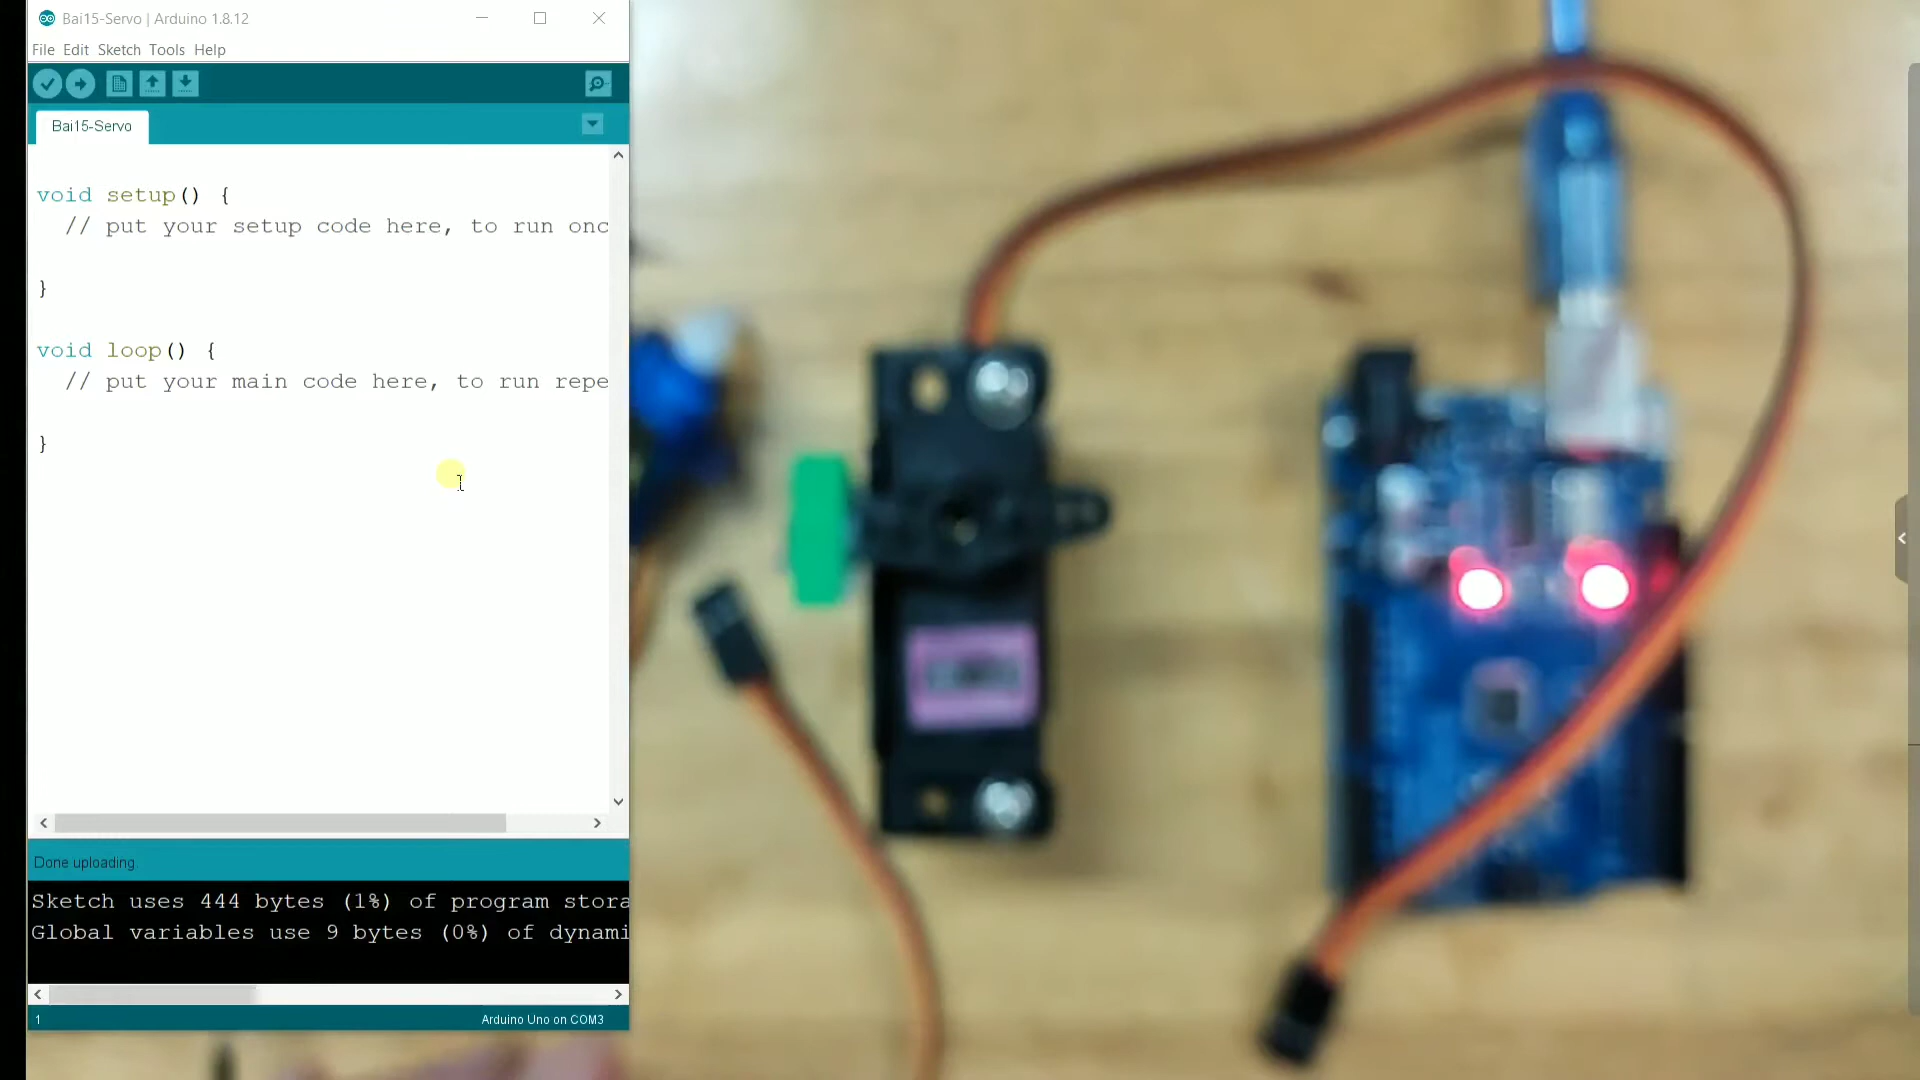 Bai15-Servo | Arduino 1.8.12
File Edit Sketch Tools Help
Bai15-Servo
void setup() {
// put your setup code here, to run onc
}
void loop() {
// put your main code here, to run repe
}
Done uploading.
Sketch uses 444 bytes (1%) of program stora
Global variables use 9 bytes (0%) of dynami
1
Arduino Uno on COM3